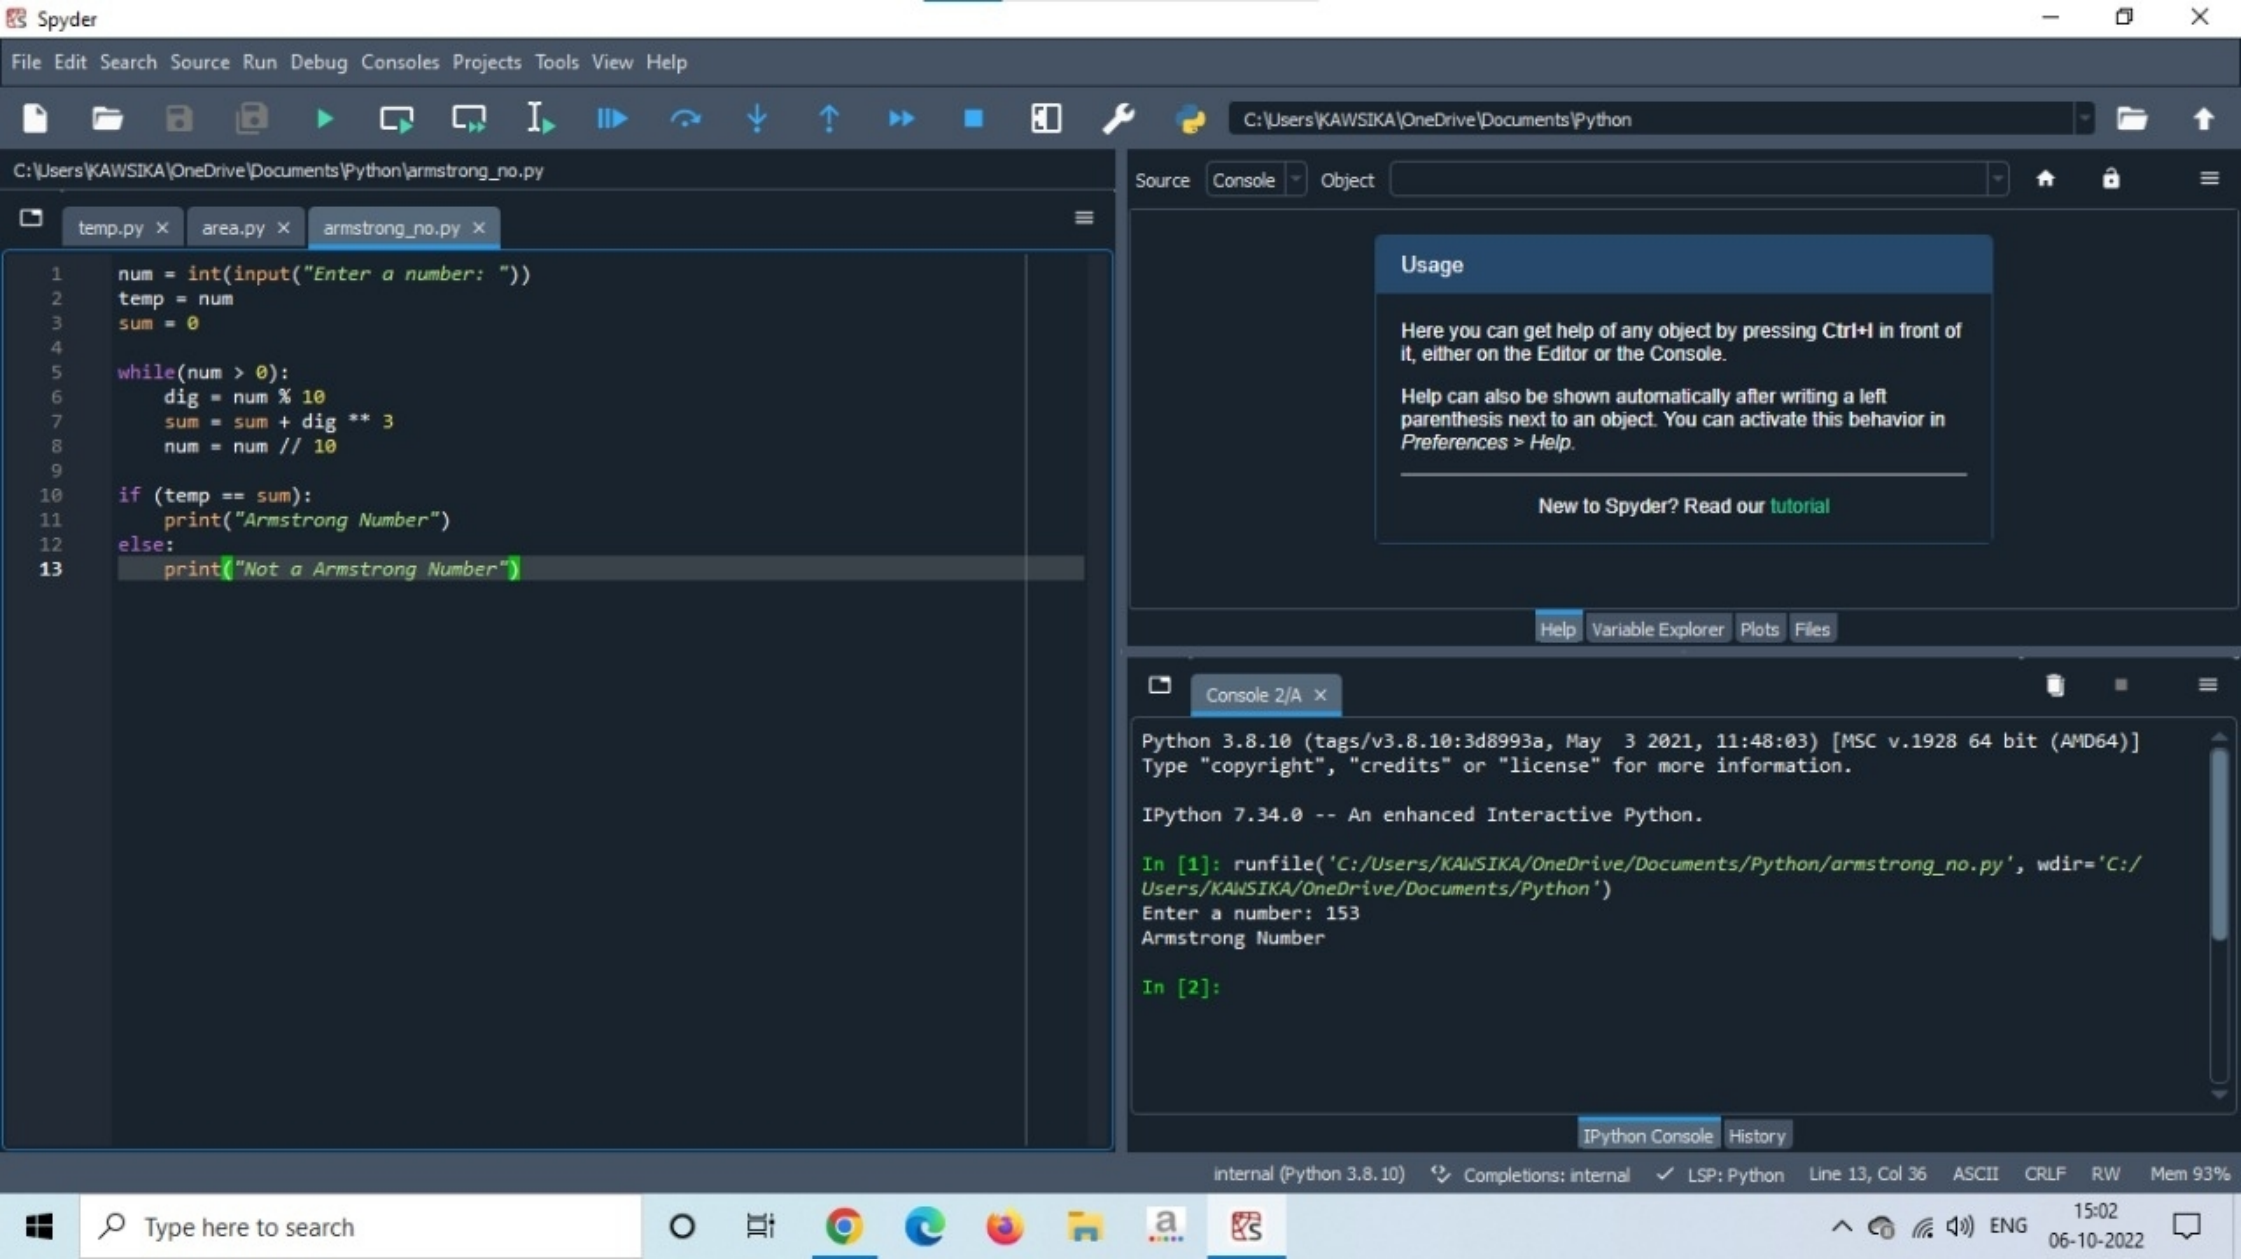 Spyder
File Edit Search Source Run Debug Consoles Projects Tools View Help
C:\Users\KAWSIKA\OneDrive\Documents\Python
C:\Users\KAWSIKA\OneDrive\Documents\Python\armstrong_no.py
temp.py area.py armstrong_no.py
1 num = int(input("Enter a number: "))
2 temp = num
3 sum = 0
4
5 while(num > 0):
6     dig = num % 10
7     sum = sum + dig ** 3
8     num = num // 10
9
10 if (temp == sum):
11     print("Armstrong Number")
12 else:
13     print("Not a Armstrong Number")
Source Console Object
Usage
Here you can get help of any object by pressing Ctrl+I in front of
it, either on the Editor or the Console.
Help can also be shown automatically after writing a left
parenthesis next to an object. You can activate this behavior in
Preferences > Help.
New to Spyder? Read our tutorial
Help Variable Explorer Plots Files
Console 2/A
Python 3.8.10 (tags/v3.8.10:3d8993a, May  3 2021, 11:48:03) [MSC v.1928 64 bit (AMD64)]
Type "copyright", "credits" or "license" for more information.
IPython 7.34.0 -- An enhanced Interactive Python.
In [1]: runfile('C:/Users/KAWSIKA/OneDrive/Documents/Python/armstrong_no.py', wdir='C:/
Users/KAWSIKA/OneDrive/Documents/Python')
Enter a number: 153
Armstrong Number
In [2]:
IPython Console History
internal (Python 3.8.10) Completions: internal LSP: Python Line 13, Col 36 ASCII CRLF RW Mem 93%
Type here to search
ENG
15:02
06-10-2022